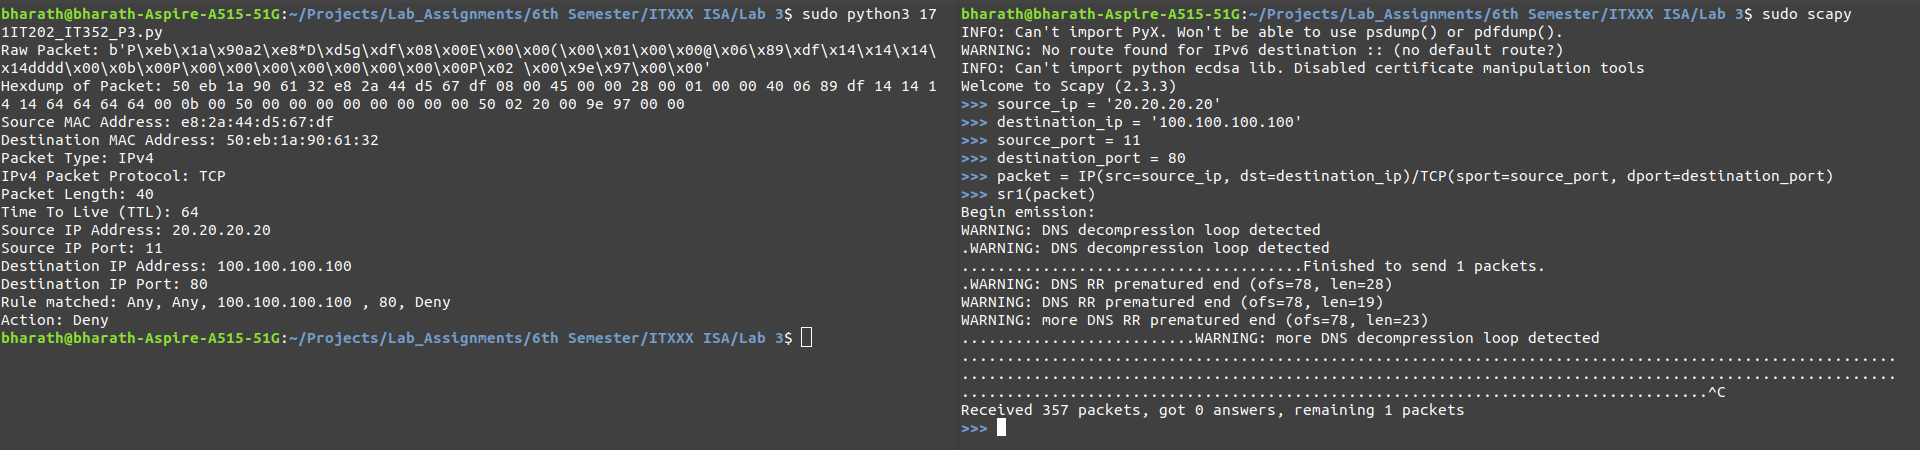 bharath@bharath-Aspire-A515-51G:~/Projects/Lab_Assignments/6th Semester/ITXXX ISA/Lab 3$ sudo python3 17
1IT202_IT352_P3.py
Raw Packet: b'P\xeb\x1a\x90a2\xe8*D\xd5g\xdf\x08\x00E\x00\x00(\x00\x01\x00\x00@\x06\x89\xdf\x14\x14\x14\
x14dddd\x00\x0b\x00P\x00\x00\x00\x00\x00\x00\x00\x00P\x02 \x00\x9e\x97\x00\x00'
Hexdump of Packet: 50 eb 1a 90 61 32 e8 2a 44 d5 67 df 08 00 45 00 00 28 00 01 00 00 40 06 89 df 14 14 1
4 14 64 64 64 64 00 0b 00 50 00 00 00 00 00 00 00 00 50 02 20 00 9e 97 00 00
Source MAC Address: e8:2a:44:d5:67:df
Destination MAC Address: 50:eb:1a:90:61:32
Packet Type: IPv4
IPv4 Packet Protocol: TCP
Packet Length: 40
Time To Live (TTL): 64
Source IP Address: 20.20.20.20
Source IP Port: 11
Destination IP Address: 100.100.100.100
Destination IP Port: 80
Rule matched: Any, Any, 100.100.100.100 , 80, Deny
Action: Deny
bharath@bharath-Aspire-A515-51G:~/Projects/Lab_Assignments/6th Semester/ITXXX ISA/Lab 3$
bharath@bharath-Aspire-A515-51G:~/Projects/Lab_Assignments/6th Semester/ITXXX ISA/Lab 3$ sudo scapy
INFO: Can't import PyX. Won't be able to use psdump() or pdfdump().
WARNING: No route found for IPv6 destination :: (no default route?)
INFO: Can't import python ecdsa lib. Disabled certificate manipulation tools
Welcome to Scapy (2.3.3)
>>> source_ip = '20.20.20.20'
>>> destination_ip = '100.100.100.100'
>>> source_port = 11
>>> destination_port = 80
>>> packet = IP(src=source_ip, dst=destination_ip)/TCP(sport=source_port, dport=destination_port)
>>> sr1(packet)
Begin emission:
WARNING: DNS decompression loop detected
.WARNING: DNS decompression loop detected
......................................Finished to send 1 packets.
.WARNING: DNS RR prematured end (ofs=78, len=28)
WARNING: DNS RR prematured end (ofs=78, len=19)
WARNING: more DNS RR prematured end (ofs=78, len=23)
..........................WARNING: more DNS decompression loop detected
........................................................................................................
........................................................................................................
...................................................................................^C
Received 357 packets, got 0 answers, remaining 1 packets
>>>